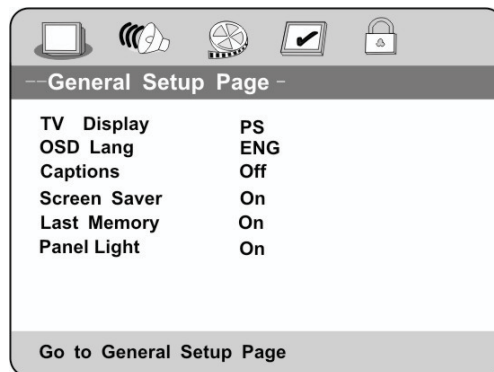 --General Setup Page -
TV Display PS
OSD Lang ENG
Captions Off
Screen Saver On
Last Memory On
Panel Light On
Go to General Setup Page